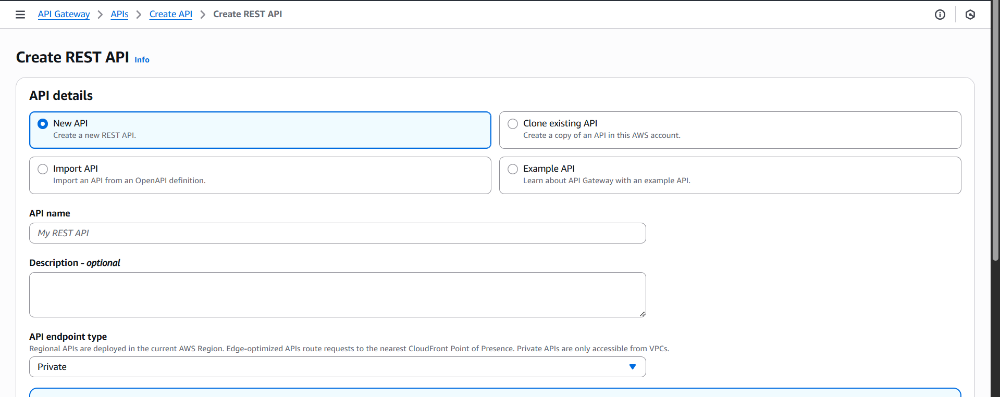 API Gateway > APIs > Create API > Create REST API
Create REST API Info
API details
New API
Create a new REST API.
Clone existing API
Create a copy of an API in this AWS account.
Import API
Import an API from an OpenAPI definition.
Example API
Learn about API Gateway with an example API.
API name
My REST API
Description - optional
API endpoint type
Regional APIs are deployed in the current AWS Region. Edge-optimized APIs route requests to the nearest CloudFront Point of Presence. Private APIs are only accessible from VPCs.
Private